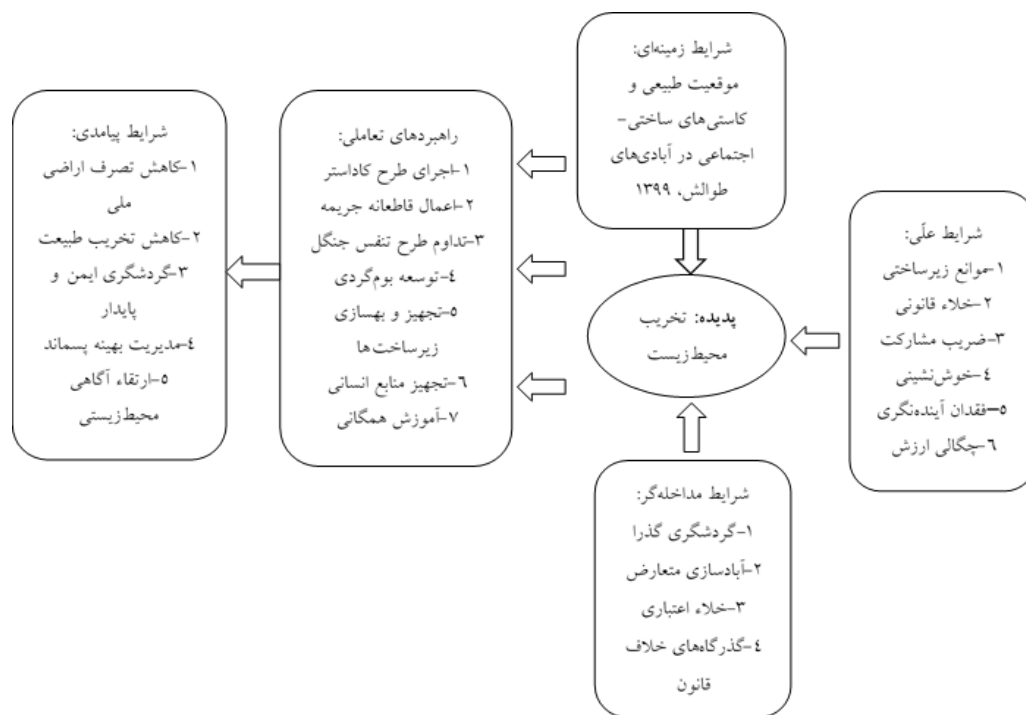 شرایط زمینه‌ای:
موقعیت طبیعی و
کاستی‌های ساختی-
اجتماعی در آبادی‌های
طوالش، ۱۳۹۹
شرایط علّی:
۱-موانع زیرساختی
۲-خلاء قانونی
۳-ضریب مشارکت
۴-خوش‌نشینی
۵-فقدان آینده‌نگری
۶-چگالی ارزش
پدیده: تخریب
محیط‌زیست
شرایط مداخله‌گر:
۱-گردشگری گذرا
۲-آبادسازی متعارض
۳-خلاء اعتباری
۴-گذرگاه‌های خلاف
قانون
راهبردهای تعاملی:
۱-اجرای طرح کاداستر
۲-اعمال قاطعانه جریمه
۳-تداوم طرح تنفس جنگل
۴-توسعه بوم‌گردی
۵-تجهیز و بهسازی
زیرساخت‌ها
۶-تجهیز منابع انسانی
۷-آموزش همگانی
شرایط پیامدی:
۱-کاهش تصرف اراضی
ملی
۲-کاهش تخریب طبیعت
۳-گردشگری ایمن و
پایدار
۴-مدیریت بهینه پسماند
۵-ارتقاء آگاهی
محیط‌زیستی